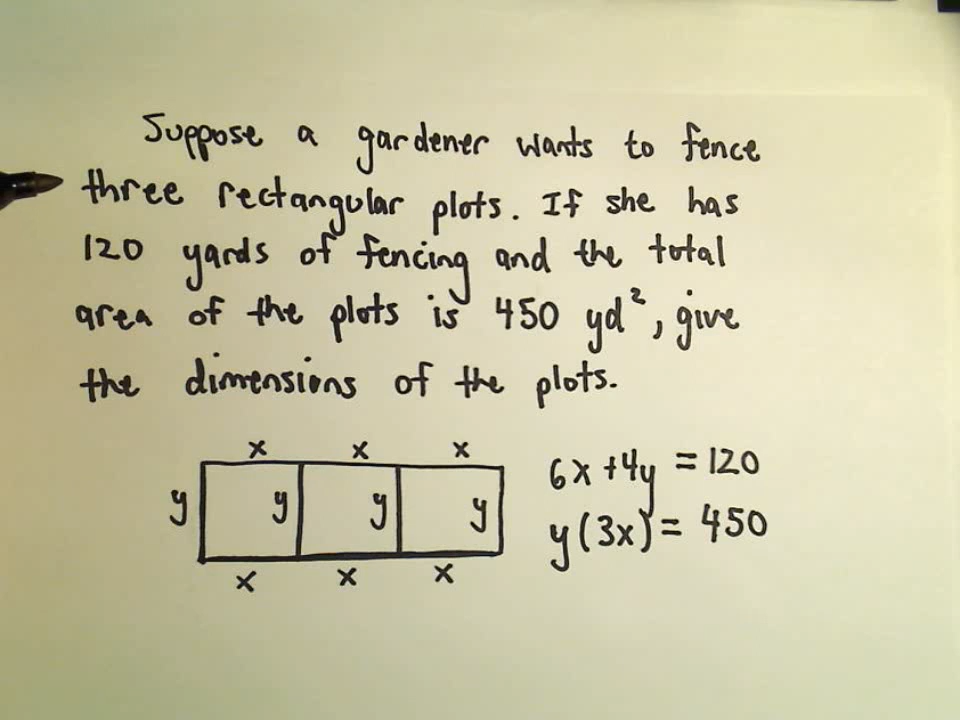 Suppose a gardener wants to fence
three rectangular plots. If she has
120 yards of fencing and the total
area of the plots is 450 yd², give
the dimensions of the plots.
x x x
y y y y
x x x
6x + 4y = 120
y(3x) = 450